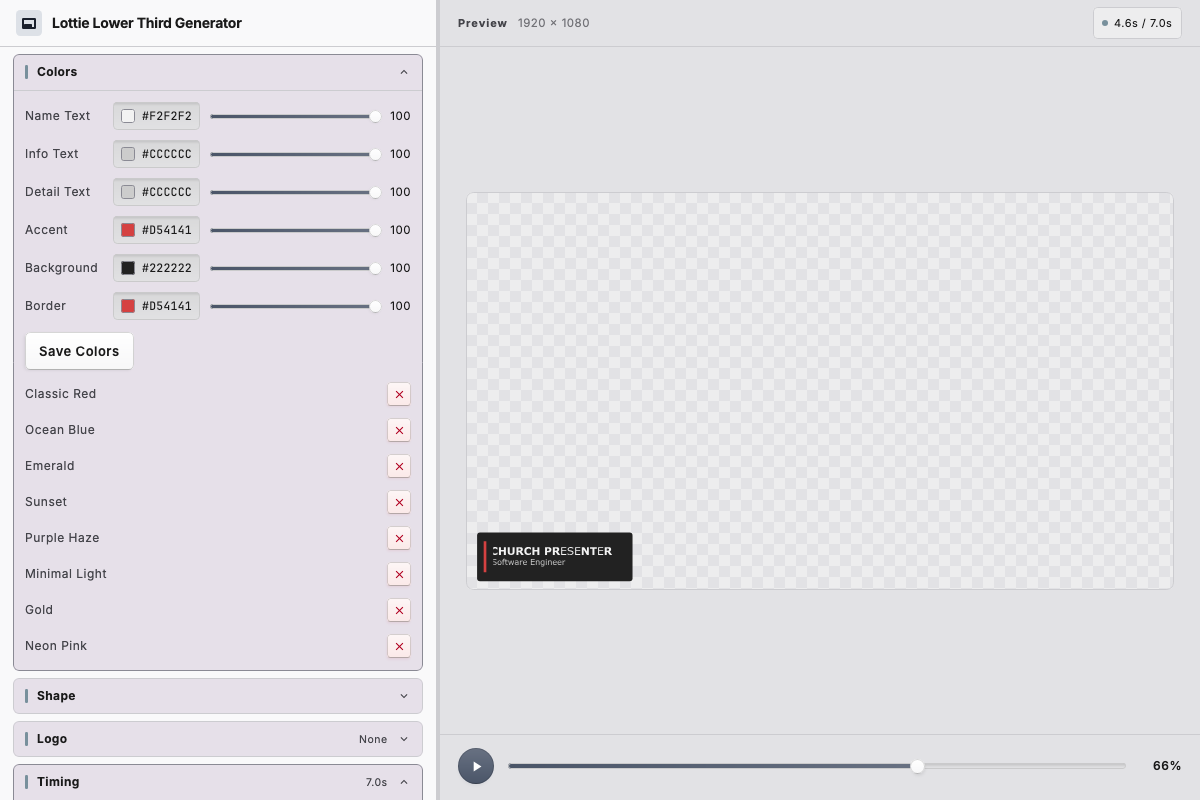 Lottie Lower Third Generator
Colors
Name Text #F2F2F2 100
Info Text #CCCCCC 100
Detail Text #CCCCCC 100
Accent #D54141 100
Background #222222 100
Border #D54141 100
Save Colors
Classic Red
Ocean Blue
Emerald
Sunset
Purple Haze
Minimal Light
Gold
Neon Pink
Shape
Logo None
Timing 7.0s
Preview 1920 × 1080
4.6s / 7.0s
CHURCH PRESENTER
Software Engineer
66%